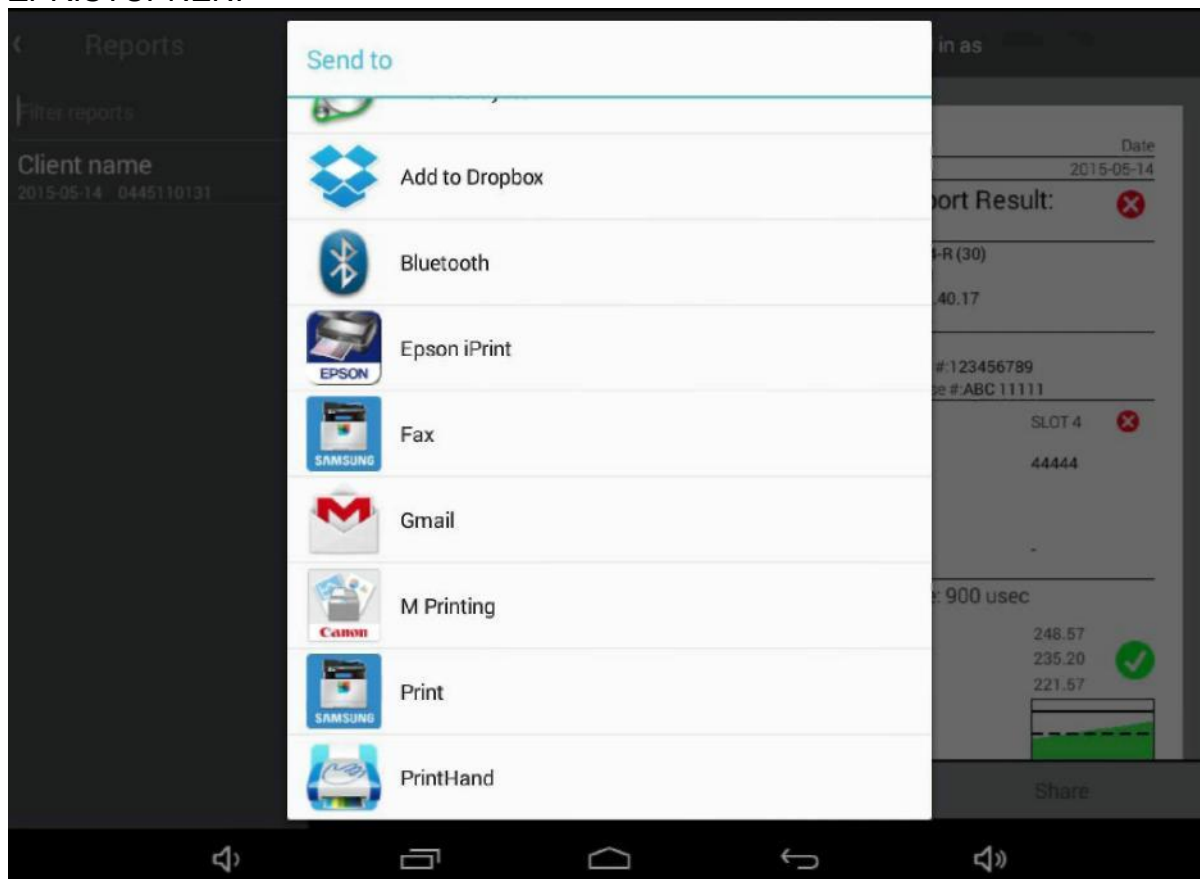 Reports
Filter reports
Client name
2015-05-14 0445110131
Send to
Add to Dropbox
Bluetooth
EPSON
Epson iPrint
SAMSUNG
Fax
Gmail
Canon
M Printing
SAMSUNG
Print
PrintHand
in as
Date
2015-05-14
ort Result:
-R (30)
.40.17
#:123456789
se #:ABC 11111
SLOT 4
44444
-
: 900 usec
248.57
235.20
221.57
Share